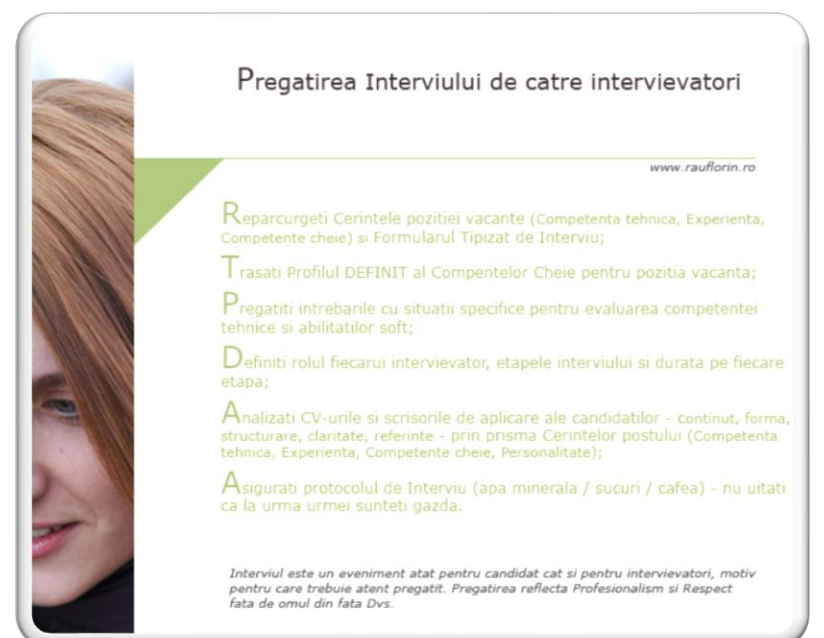 Pregatirea Interviului de catre intervievatori
www.rauflorin.ro
Reparcurgeti Cerintele pozitiei vacante (Competenta tehnica, Experienta,
Competente cheie) si Formularul Tipizat de Interviu;
Trasati Profilul DEFINIT al Compentelor Cheie pentru pozitia vacanta;
Pregatiti intrebarile cu situatii specifice pentru evaluarea competentei
tehnice si abilitatilor soft;
Definiti rolul fiecarui intervievator, etapele interviului si durata pe fiecare
etapa;
Analizati CV-urile si scrisorile de aplicare ale candidatilor - continut, forma,
structurare, claritate, referinte - prin prisma Cerintelor postului (Competenta
tehnica, Experienta, Competente cheie, Personalitate);
Asigurati protocolul de Interviu (apa minerala / sucuri / cafea) - nu uitati
ca la urma urmei sunteti gazda.
Interviul este un eveniment atat pentru candidat cat si pentru intervievatori, motiv
pentru care trebuie atent pregatit. Pregatirea reflecta Profesionalism si Respect
fata de omul din fata Dvs.